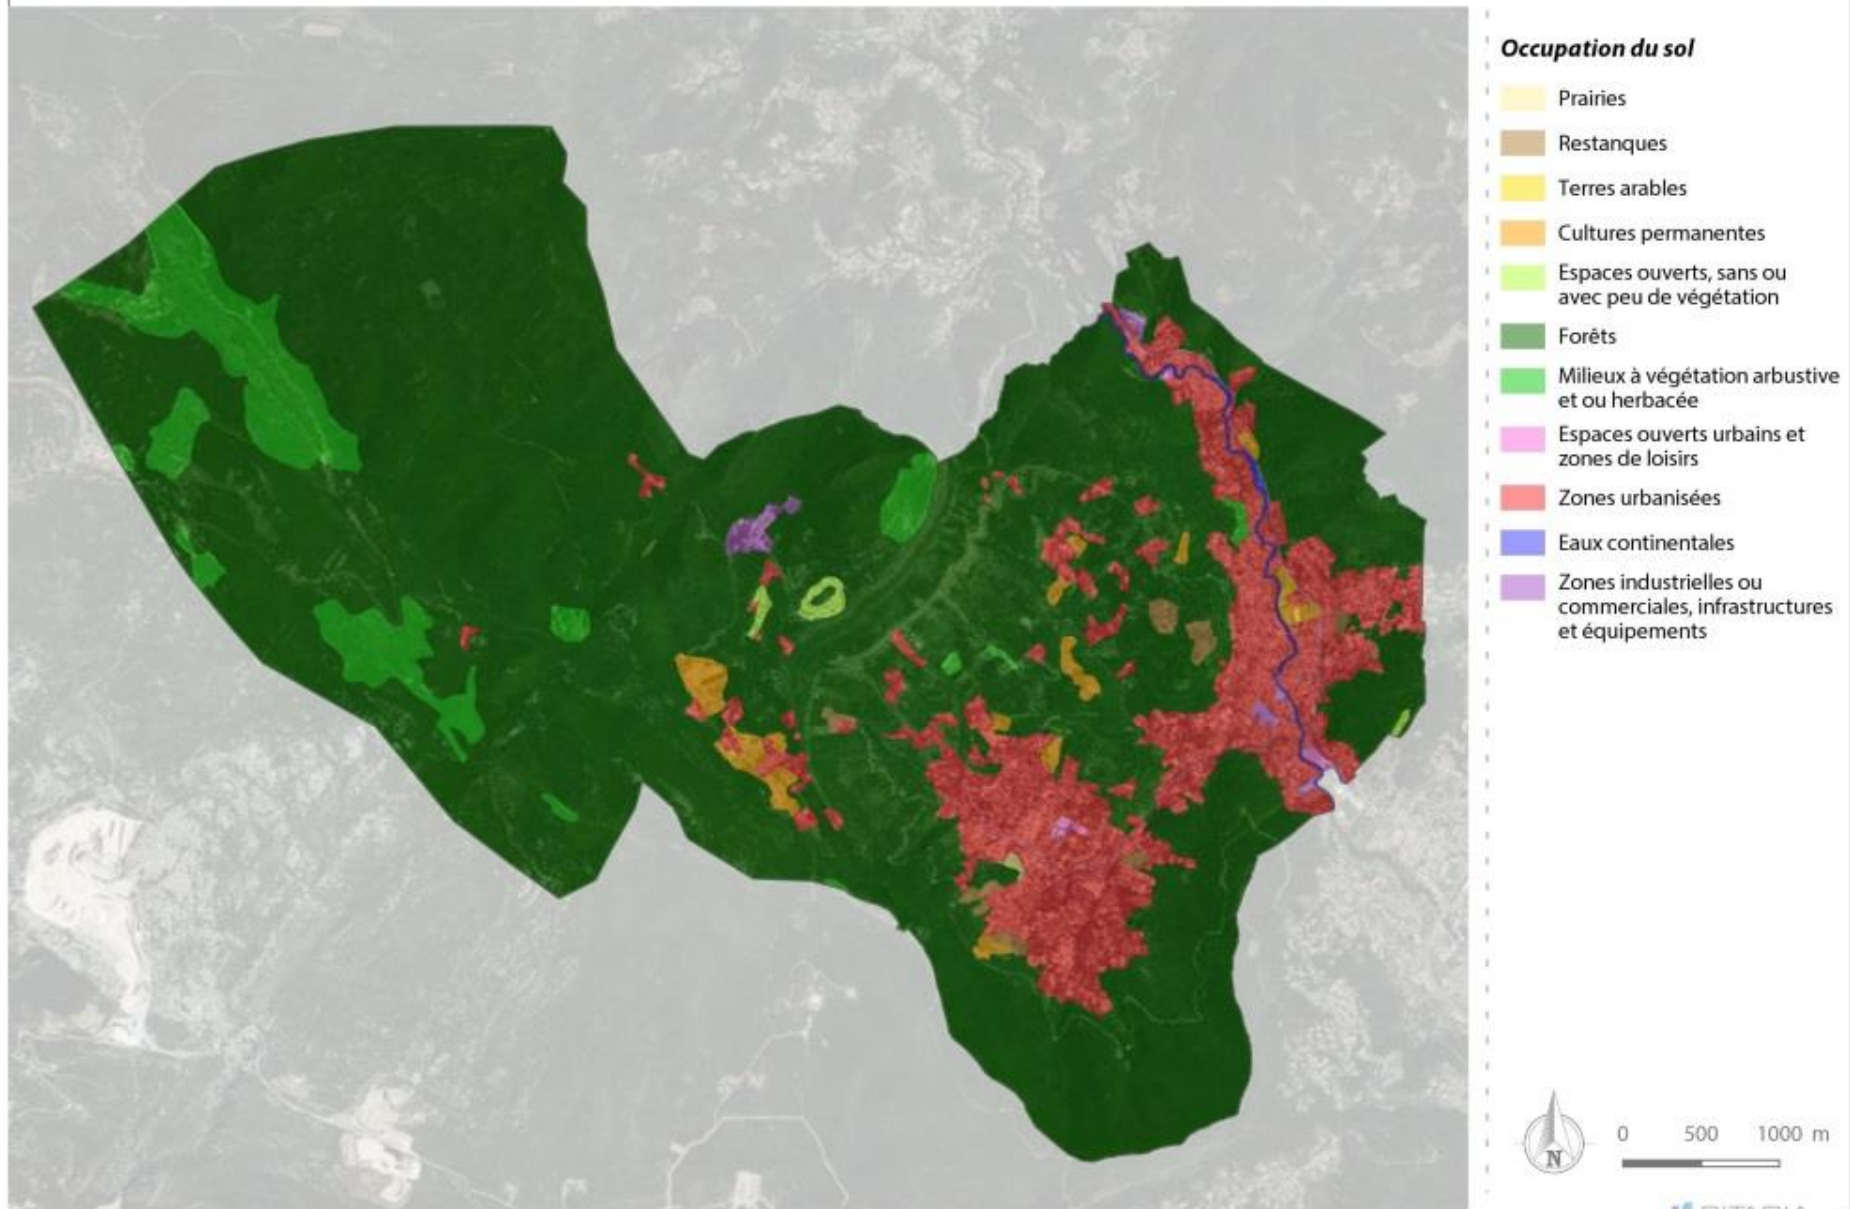 Occupation du sol
Prairies
Restanques
Terres arables
Cultures permanentes
Espaces ouverts, sans ou
avec peu de végétation
Forêts
Milieux à végétation arbustive
et ou herbacée
Espaces ouverts urbains et
zones de loisirs
Zones urbanisées
Eaux continentales
Zones industrielles ou
commerciales, infrastructures
et équipements
N
0 500 1000 m